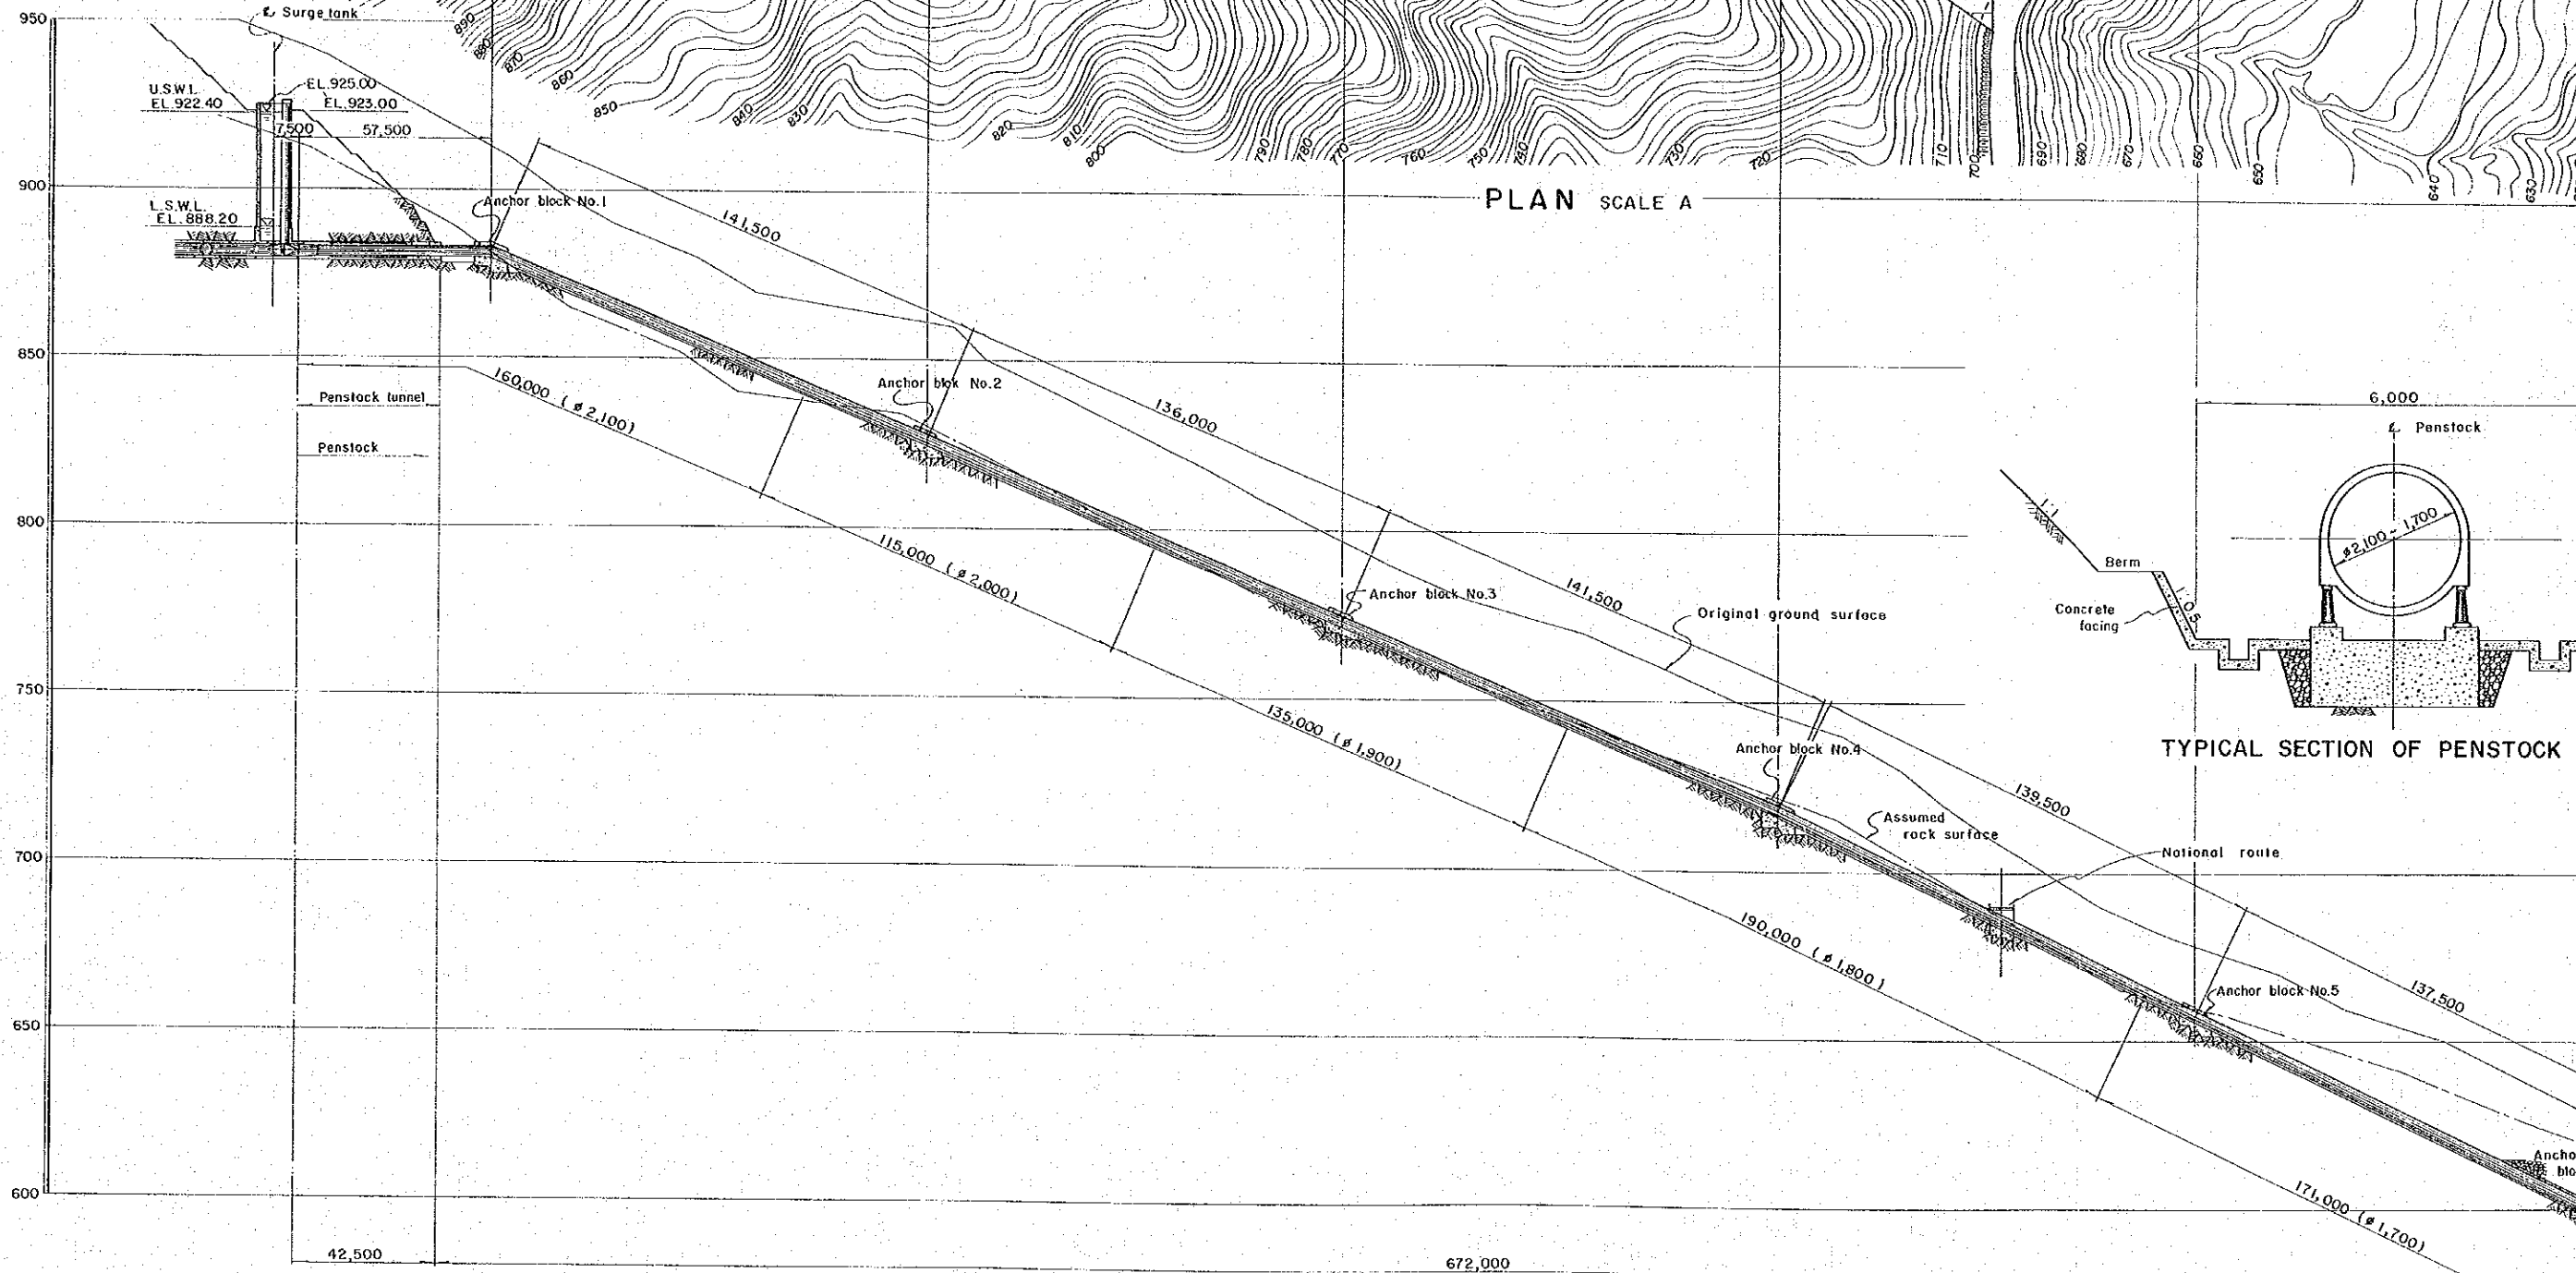 950
℄ Surge tank
U.S.W.L.
EL.922.40
EL.925.00
EL.923.00
7,500
57,500
900
L.S.W.L.
EL.888.20
Anchor block No.1
141,500
890
880
870
860
850
840
830
820
810
800
790
780
770
760
750
730
720
710
700
690
680
670
660
650
640
630
PLAN SCALE A
850
160,000 (ø2,100)
Penstock tunnel
Penstock
Anchor blok No.2
136,000
800
115,000 (ø2,000)
Anchor block No.3
141,500
Original ground surface
6,000
℄ Penstock
ø2,100~1,700
1:1
Berm
1:0.5
Concrete
facing
TYPICAL SECTION OF PENSTOCK
750
135,000 (ø1,900)
Anchor block No.4
139,500
Assumed
rock surface
National route
700
190,000 (ø1,800)
Anchor block No.5
137,500
650
Ancho
blo
600
171,000 (ø1,700)
42,500
672,000